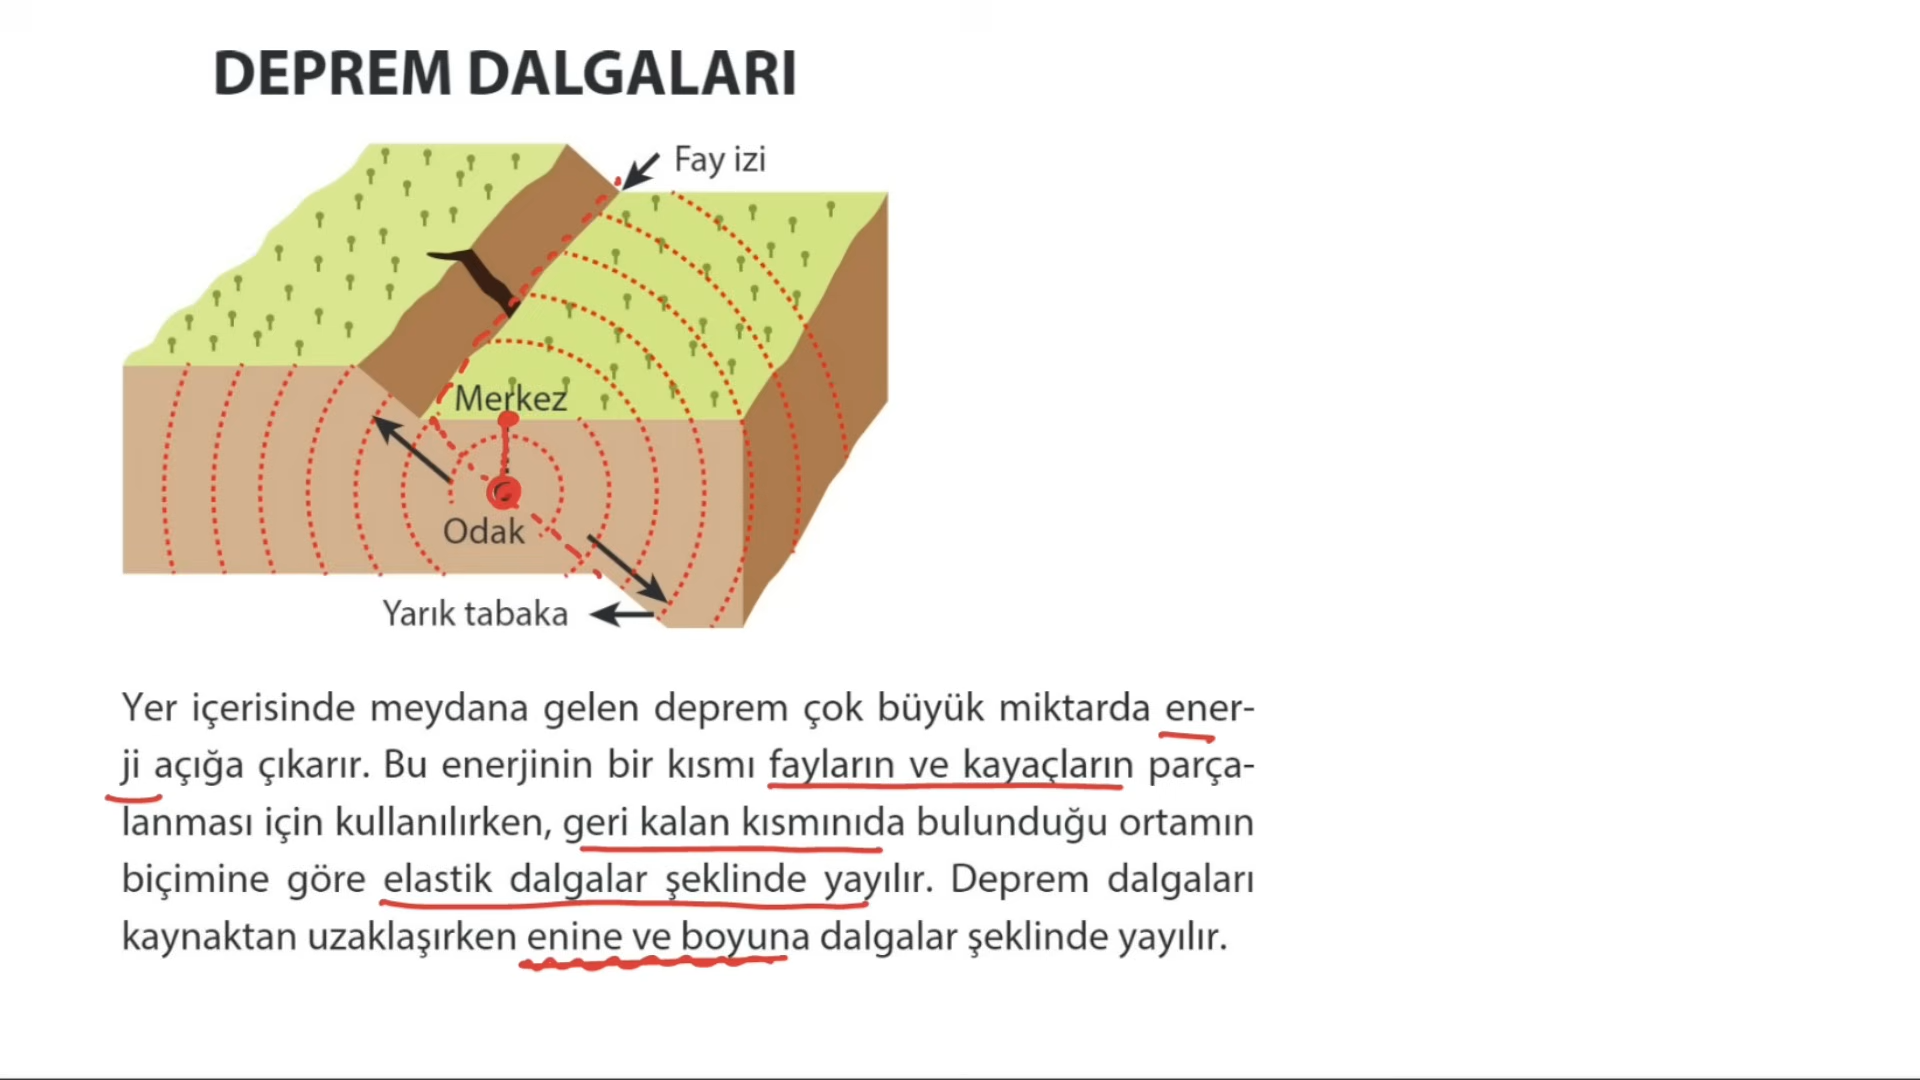 DEPREM DALGALARI
Fay izi
Merkez
Odak
Yarık tabaka
Yer içerisinde meydana gelen deprem çok büyük miktarda ener-
ji açığa çıkarır. Bu enerjinin bir kısmı fayların ve kayaçların parça-
lanması için kullanılırken, geri kalan kısmınıda bulunduğu ortamın
biçimine göre elastik dalgalar şeklinde yayılır. Deprem dalgaları
kaynaktan uzaklaşırken enine ve boyuna dalgalar şeklinde yayılır.